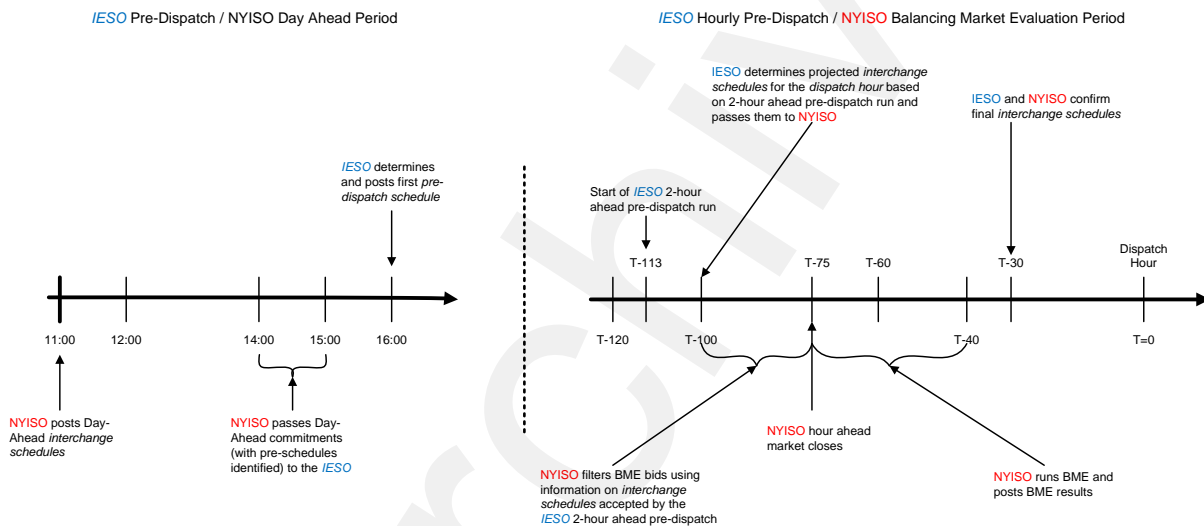 IESO Pre-Dispatch / NYISO Day Ahead Period
IESO determines
and posts first pre-
dispatch schedule
11:00
12:00
14:00
15:00
16:00
NYISO posts Day-
Ahead interchange
schedules
NYISO passes Day-
Ahead commitments
(with pre-schedules
identified) to the IESO
IESO Hourly Pre-Dispatch / NYISO Balancing Market Evaluation Period
IESO determines projected interchange
schedules for the dispatch hour based
on 2-hour ahead pre-dispatch run and
passes them to NYISO
IESO and NYISO confirm
final interchange schedules
Start of IESO 2-hour
ahead pre-dispatch run
Dispatch
Hour
T-113
T-75
T-60
T-30
T-120
T-100
T-40
T=0
NYISO hour ahead
market closes
NYISO filters BME bids using
information on interchange
schedules accepted by the
IESO 2-hour ahead pre-dispatch
NYISO runs BME and
posts BME results